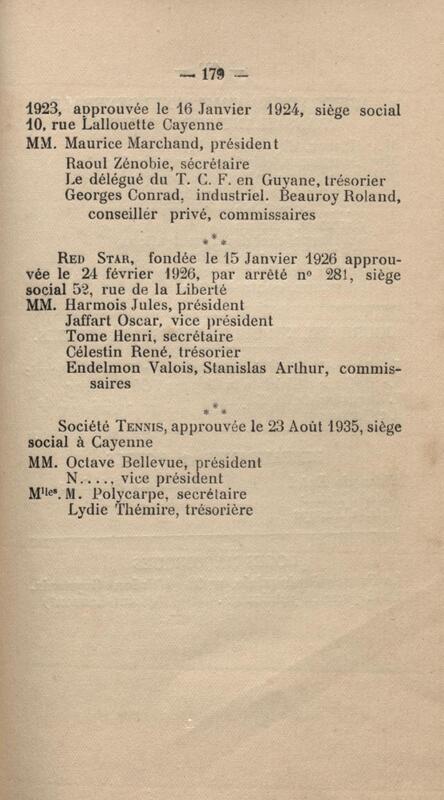 — 179 —
1923, approuvée le 16 Janvier 1924, siège social
10, rue Lallouette Cayenne
MM. Maurice Marchand, président
Raoul Zénobie, sécrétaire
Le délégué du T. C. F. en Guyane, trésorier
Georges Conrad, industriel. Beauroy Roland,
conseiller privé, commissaires
* * *
RED STAR, fondée le 15 Janvier 1926 approu-
vée le 24 février 1926, par arrêté nº 281, siège
social 52, rue de la Liberté
MM. Harmois Jules, président
Jaffart Oscar, vice président
Tome Henri, secrétaire
Célestin René, trésorier
Endelmon Valois, Stanislas Arthur, commis-
saires
* * *
Société TENNIS, approuvée le 23 Août 1935, siège
social à Cayenne
MM. Octave Bellevue, président
N....., vice président
Mlles. M. Polycarpe, secrétaire
Lydie Thémire, trésorière